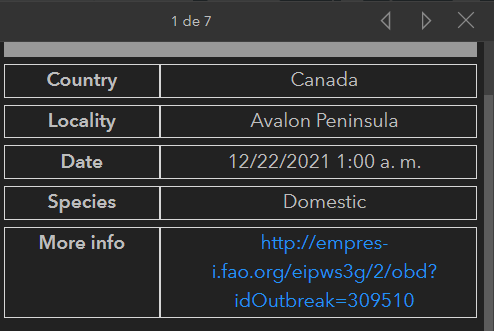 1 de 7
Country Canada
Locality Avalon Peninsula
Date 12/22/2021 1:00 a. m.
Species Domestic
More info http://empres-
i.fao.org/eipws3g/2/obd?
idOutbreak=309510